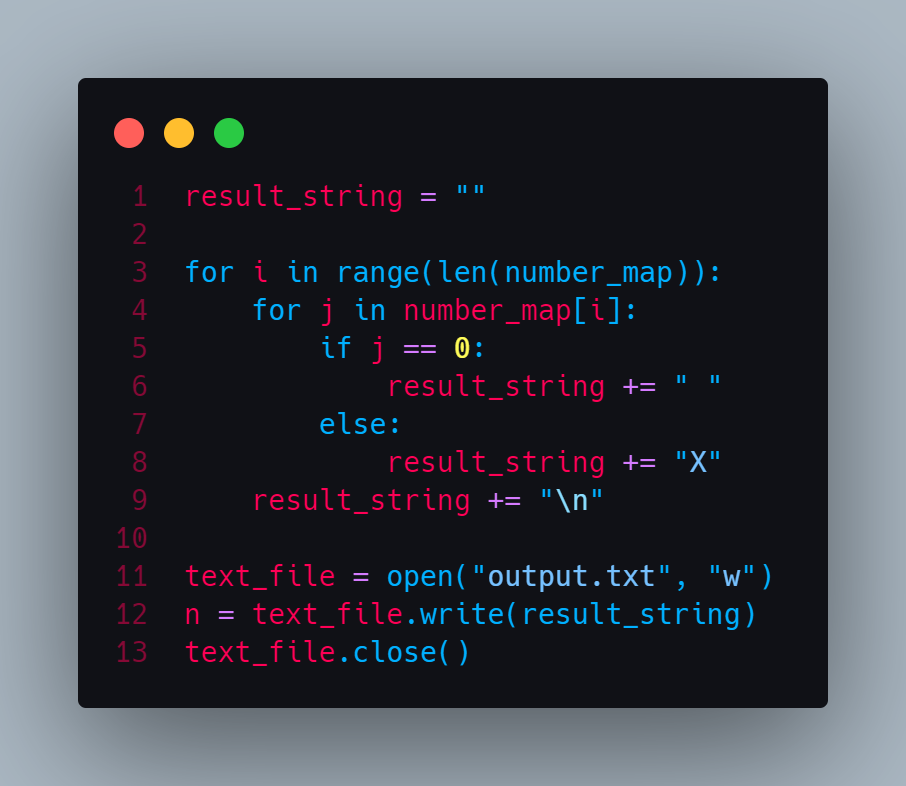 1 result_string = ""
2
3 for i in range(len(number_map)):
4     for j in number_map[i]:
5         if j == 0:
6             result_string += " "
7         else:
8             result_string += "X"
9     result_string += "\n"
10
11 text_file = open("output.txt", "w")
12 n = text_file.write(result_string)
13 text_file.close()